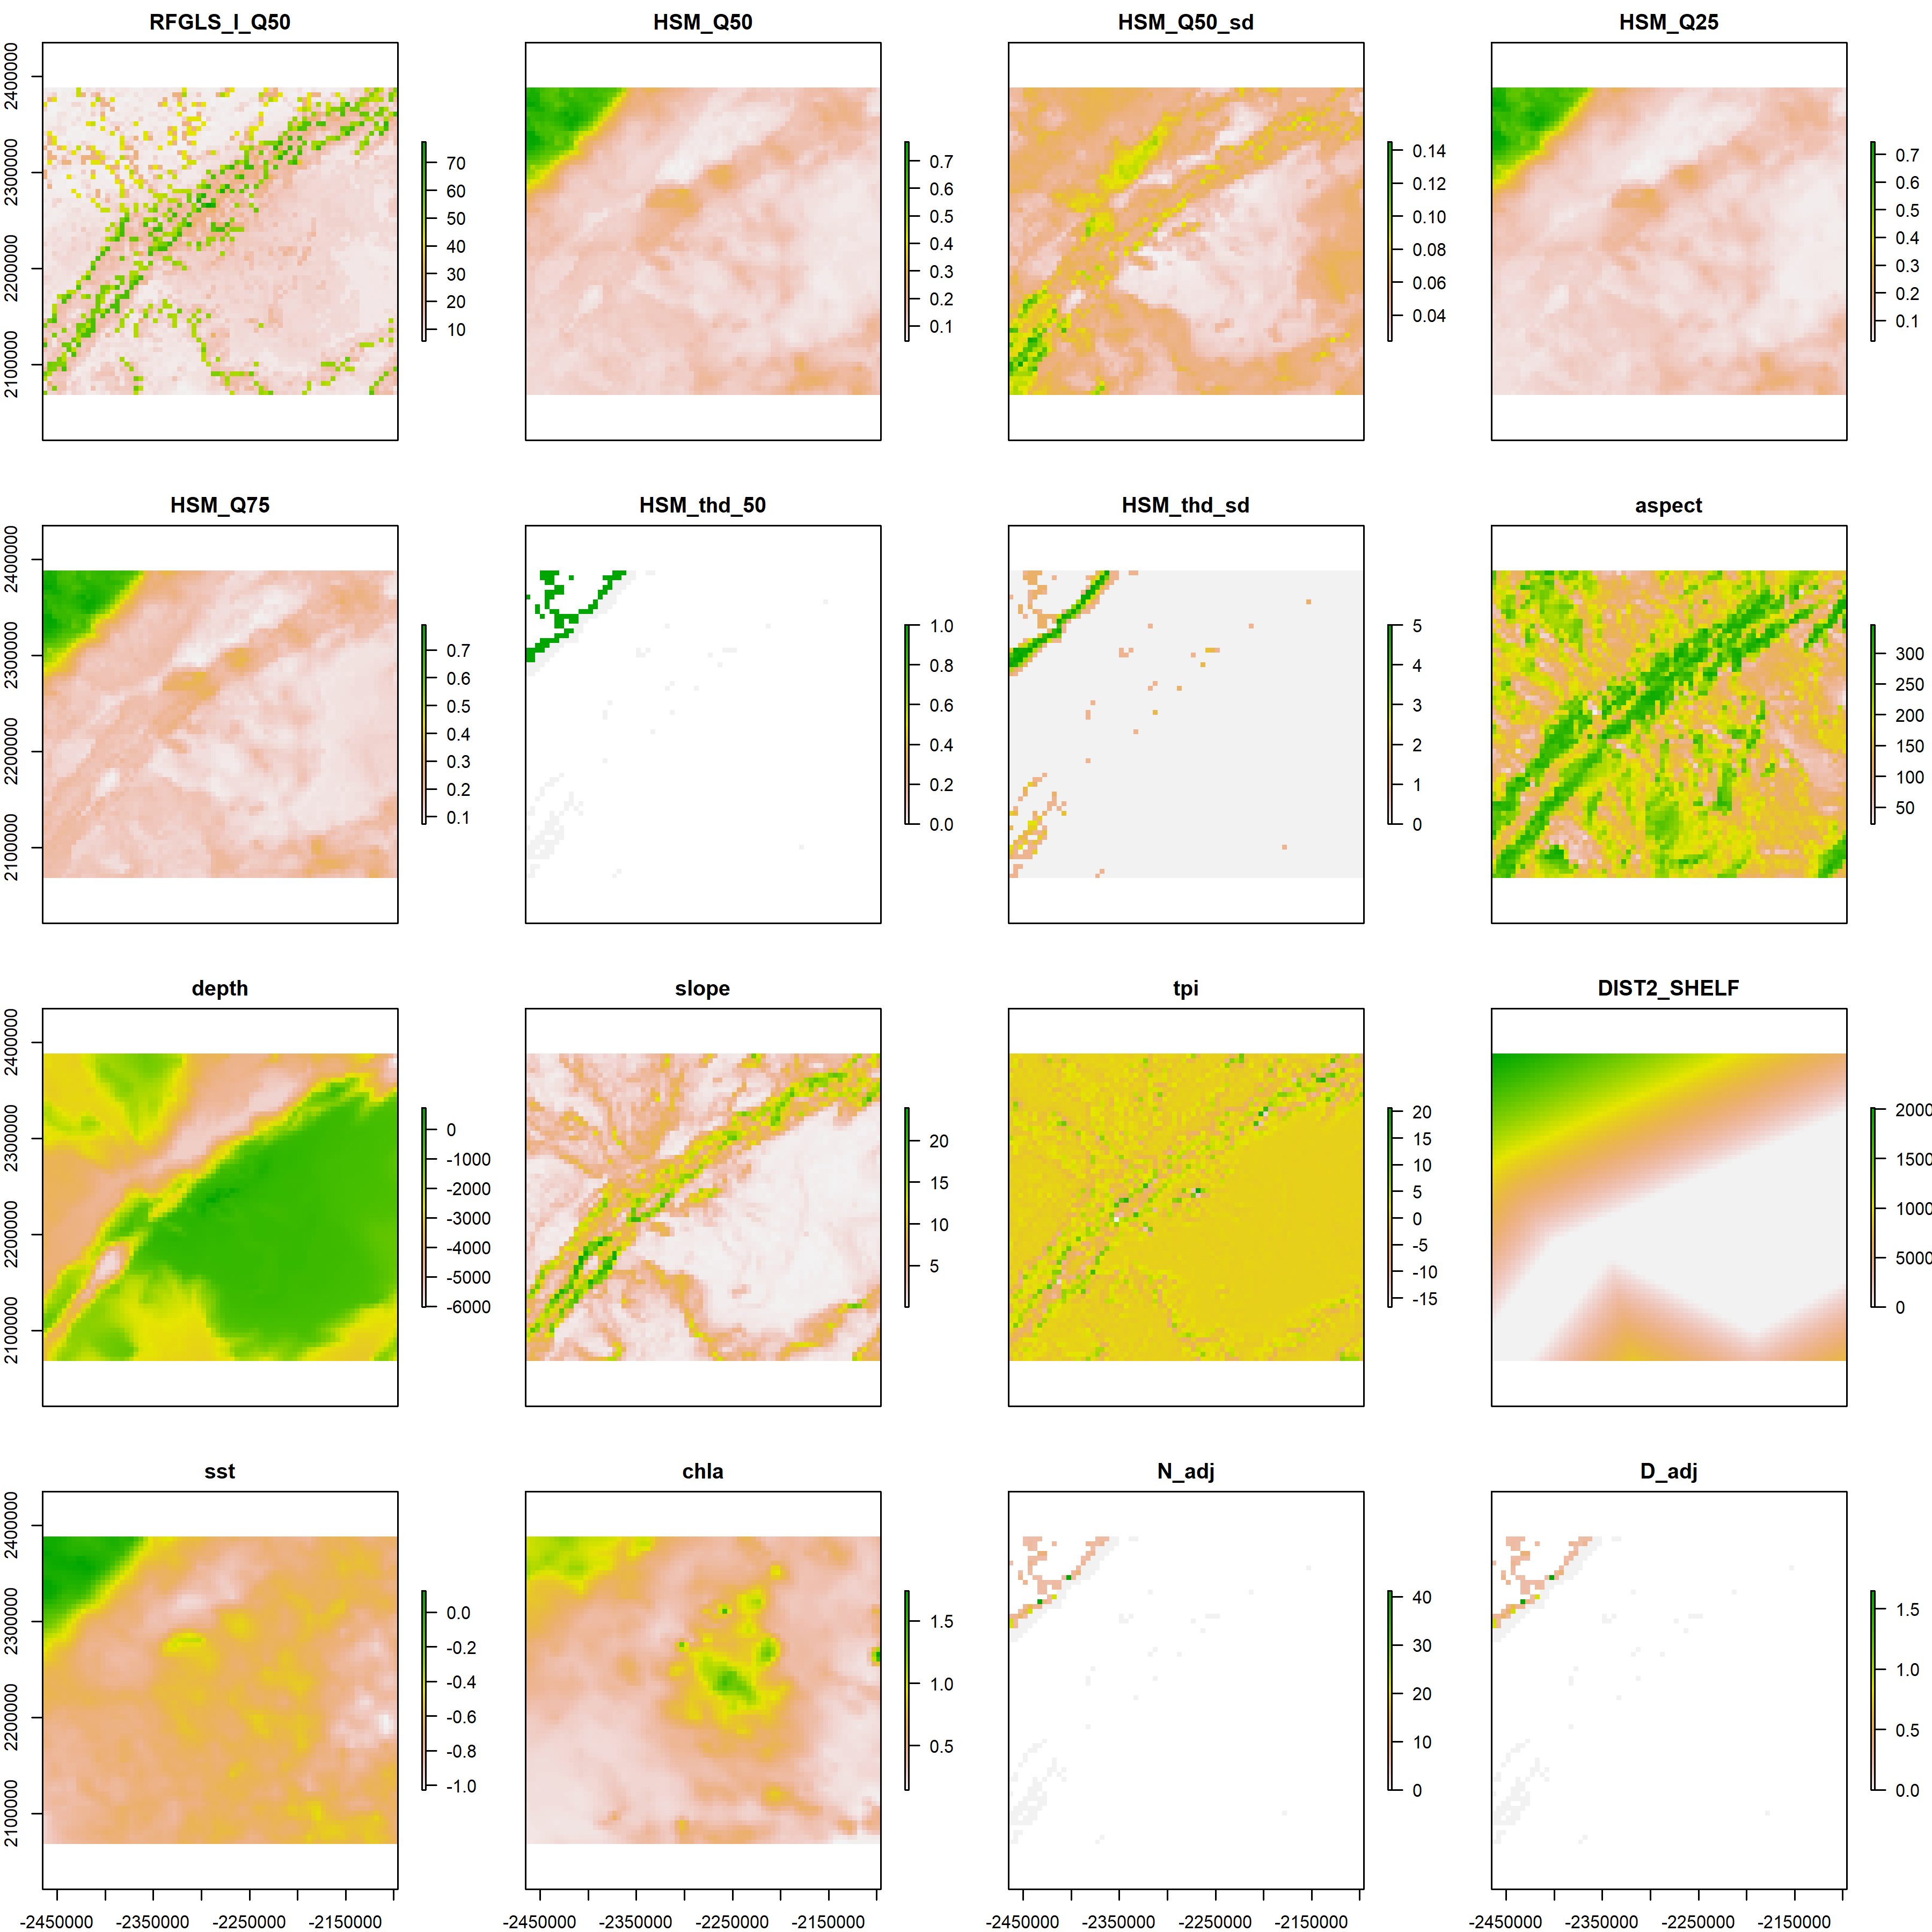 RFGLS_I_Q50 HSM_Q50 HSM_Q50_sd HSM_Q25
2400000 2300000 2200000 2100000
70 60 50 40 30 20 10
0.7 0.6 0.5 0.4 0.3 0.2 0.1
0.14 0.12 0.10 0.08 0.06 0.04
0.7 0.6 0.5 0.4 0.3 0.2 0.1
HSM_Q75 HSM_thd_50 HSM_thd_sd aspect
2400000 2300000 2200000 2100000
0.7 0.6 0.5 0.4 0.3 0.2 0.1
1.0 0.8 0.6 0.4 0.2 0.0
5 4 3 2 1 0
300 250 200 150 100 50
depth slope tpi DIST2_SHELF
2400000 2300000 2200000 2100000
0 -1000 -2000 -3000 -4000 -5000 -6000
20 15 10 5
20 15 10 5 0 -5 -10 -15
2000 1500 1000 5000 0
sst chla N_adj D_adj
2400000 2300000 2200000 2100000
0.0 -0.2 -0.4 -0.6 -0.8 -1.0
1.5 1.0 0.5
40 30 20 10 0
1.5 1.0 0.5 0.0
-2450000 -2350000 -2250000 -2150000
-2450000 -2350000 -2250000 -2150000
-2450000 -2350000 -2250000 -2150000
-2450000 -2350000 -2250000 -2150000